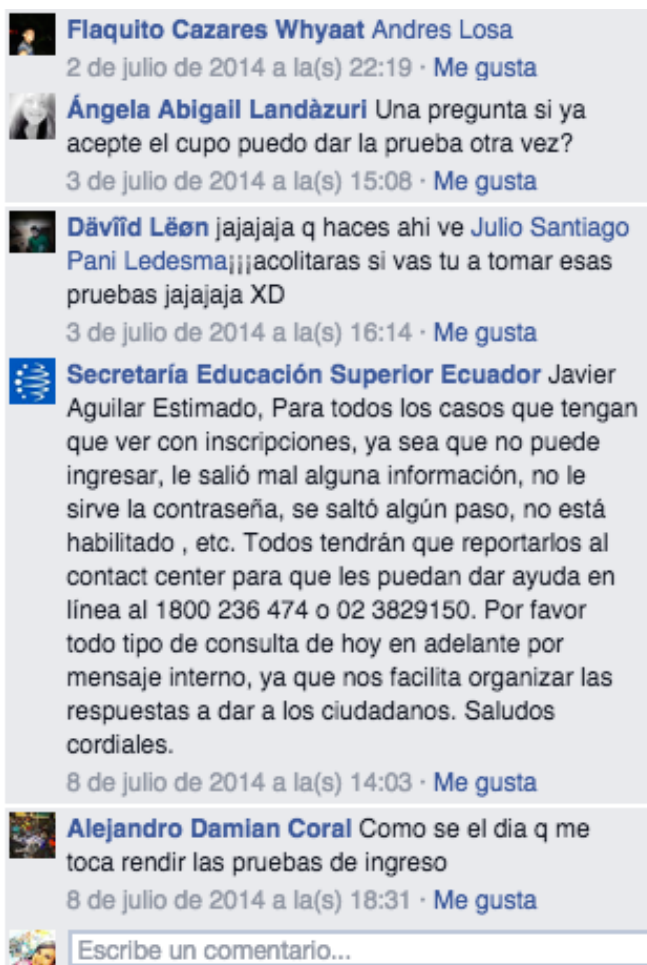 Flaquito Cazares Whyaat Andres Losa
2 de julio de 2014 a la(s) 22:19 · Me gusta
Ángela Abigail Landàzuri Una pregunta si ya
acepte el cupo puedo dar la prueba otra vez?
3 de julio de 2014 a la(s) 15:08 · Me gusta
Dävîîd Lëøn jajajaja q haces ahi ve Julio Santiago
Pani Ledesma¡¡¡acolitaras si vas tu a tomar esas
pruebas jajajaja XD
3 de julio de 2014 a la(s) 16:14 · Me gusta
Secretaría Educación Superior Ecuador Javier
Aguilar Estimado, Para todos los casos que tengan
que ver con inscripciones, ya sea que no puede
ingresar, le salió mal alguna información, no le
sirve la contraseña, se saltó algún paso, no está
habilitado , etc. Todos tendrán que reportarlos al
contact center para que les puedan dar ayuda en
línea al 1800 236 474 o 02 3829150. Por favor
todo tipo de consulta de hoy en adelante por
mensaje interno, ya que nos facilita organizar las
respuestas a dar a los ciudadanos. Saludos
cordiales.
8 de julio de 2014 a la(s) 14:03 · Me gusta
Alejandro Damian Coral Como se el dia q me
toca rendir las pruebas de ingreso
8 de julio de 2014 a la(s) 18:31 · Me gusta
Escribe un comentario...